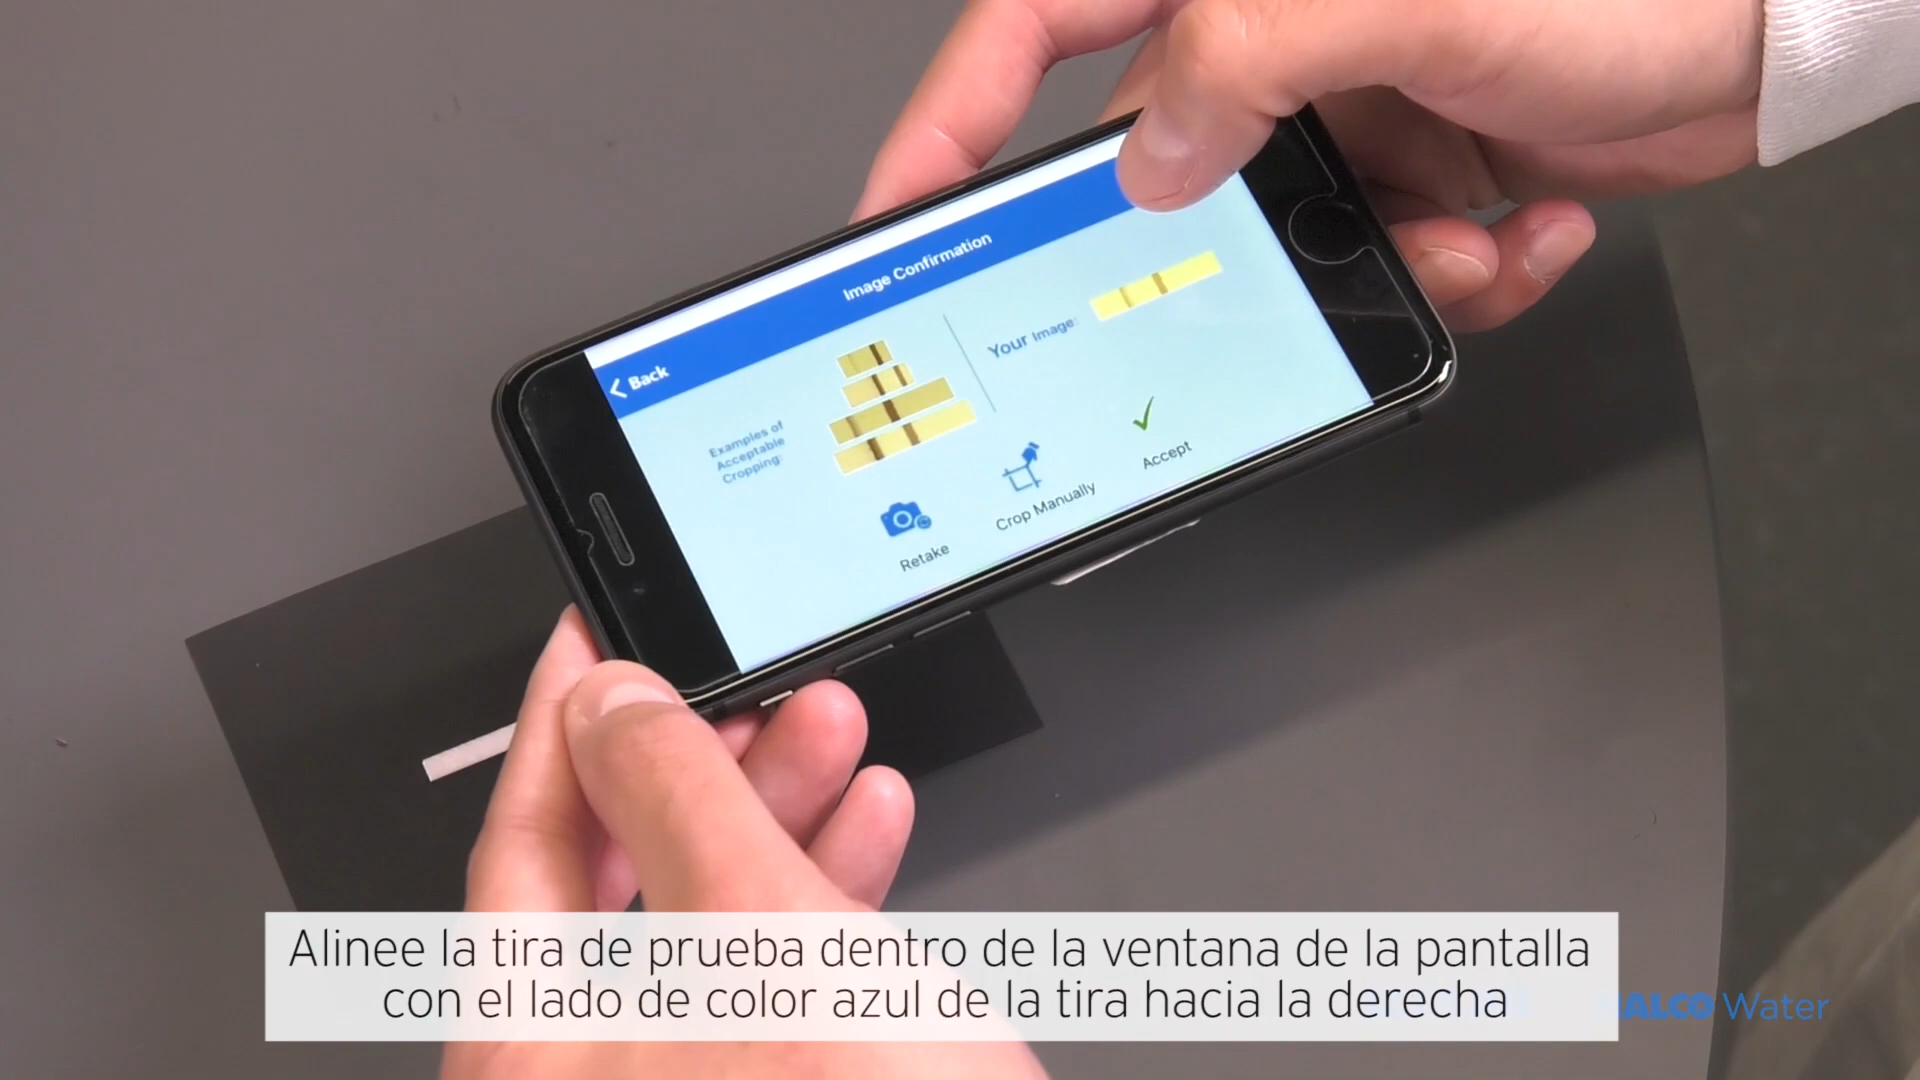 Image Confirmation
Back
Examples of
Acceptable
Cropping:
Your Image:
Retake
Crop Manually
Accept
Alinee la tira de prueba dentro de la ventana de la pantalla
con el lado de color azul de la tira hacia la derecha
Water